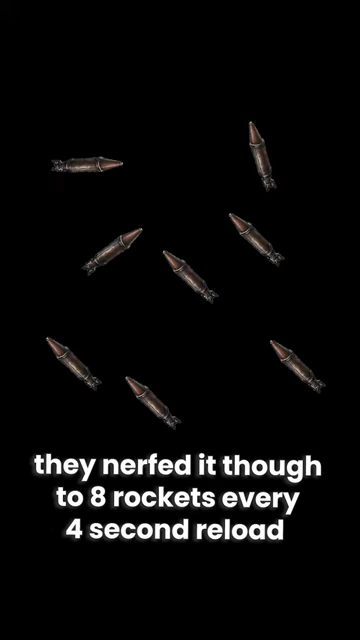 they nerfed it though
to 8 rockets every
4 second reload